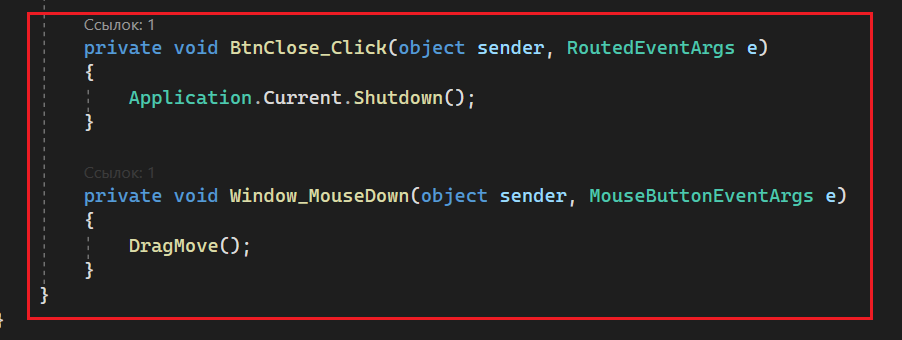 Ссылок: 1
private void BtnClose_Click(object sender, RoutedEventArgs e)
{
Application.Current.Shutdown();
}
Ссылок: 1
private void Window_MouseDown(object sender, MouseButtonEventArgs e)
{
DragMove();
}
}
}